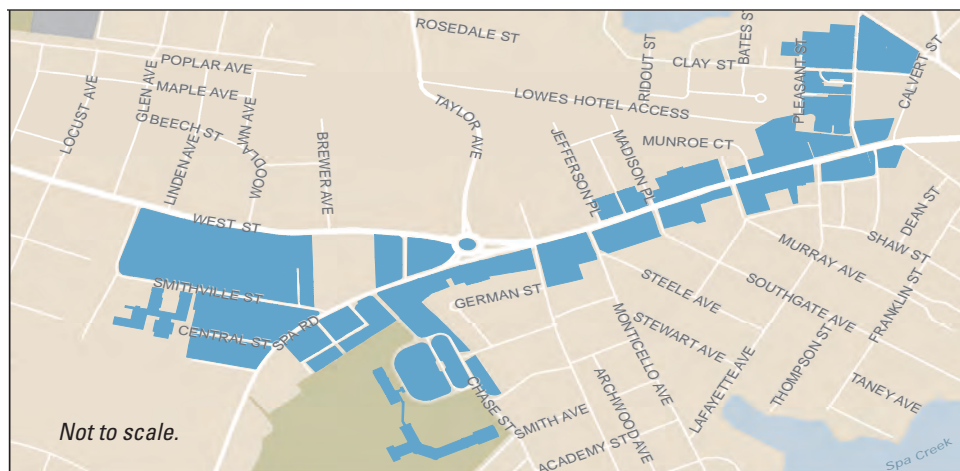 ROSEDALE ST
POPLAR AVE
MAPLE AVE
BEECH ST
LOCUST AVE
GLEN AVE
LINDEN AVE
WOODLAWN AVE
BREWER AVE
TAYLOR AVE
LOWES HOTEL ACCESS
RIDOUT ST
BATES ST
CLAY ST
PLEASANT ST
CALVERT ST
JEFFERSON PL
MADISON PL
MUNROE CT
WEST ST
SMITHVILLE ST
CENTRAL ST
SPA RD
GERMAN ST
CHASE ST
SMITH AVE
ACADEMY ST
ARCHWOOD AVE
MONTICELLO AVE
STEELE AVE
STEWART AVE
LAFAYETTE AVE
SOUTHGATE AVE
MURRAY AVE
THOMPSON ST
FRANKLIN ST
SHAW ST
DEAN ST
TANEY AVE
Spa Creek
Not to scale.